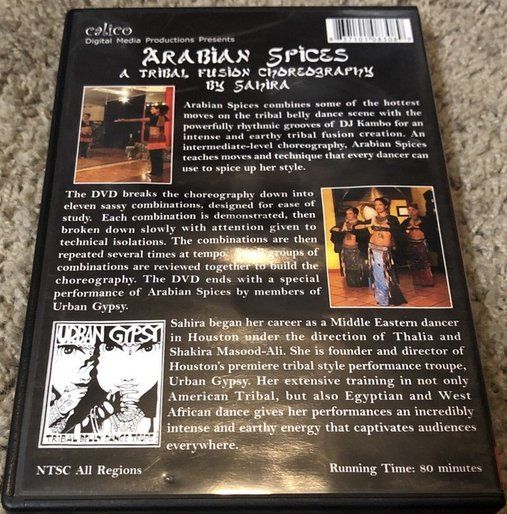 calico
Digital Media Productions Presents
Arabian Spices
A Tribal Fusion Choreography
By Sahira
Arabian Spices combines some of the hottest
moves on the tribal belly dance scene with the
powerfully rhythmic grooves of DJ Kambo for an
intense and earthy tribal fusion creation. An
intermediate-level choreography, Arabian Spices
teaches moves and technique that every dancer can
use to spice up her style.
The DVD breaks the choreography down into
eleven sassy combinations, designed for ease of
study. Each combination is demonstrated, then
broken down slowly with attention given to
technical isolations. The combinations are then
repeated several times at tempo. groups of
combinations are reviewed together to build the
choreography. The DVD ends with a special
performance of Arabian Spices by members of
Urban Gypsy.
URBAN GYPSY
TRIBAL BELLY DANCE TROUPE
Sahira began her career as a Middle Eastern dancer
in Houston under the direction of Thalia and
Shakira Masood-Ali. She is founder and director of
Houston's premiere tribal style performance troupe,
Urban Gypsy. Her extensive training in not only
American Tribal, but also Egyptian and West
African dance gives her performances an incredibly
intense and earthy energy that captivates audiences
everywhere.
NTSC All Regions
Running Time: 80 minutes